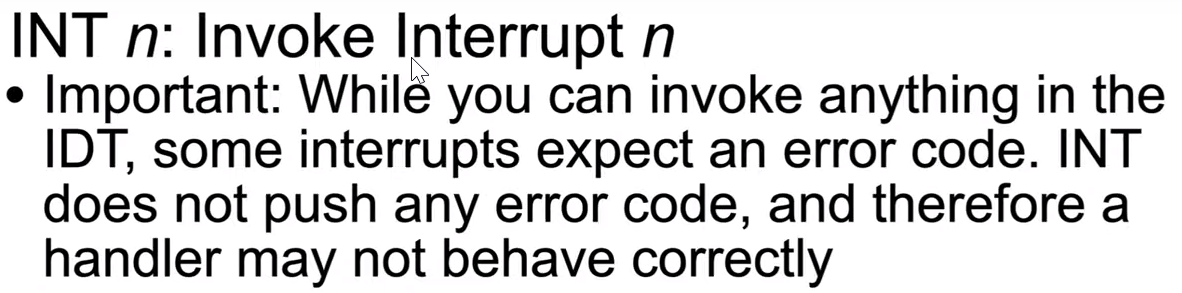 INT n: Invoke Interrupt n
• Important: While you can invoke anything in the
IDT, some interrupts expect an error code. INT
does not push any error code, and therefore a
handler may not behave correctly